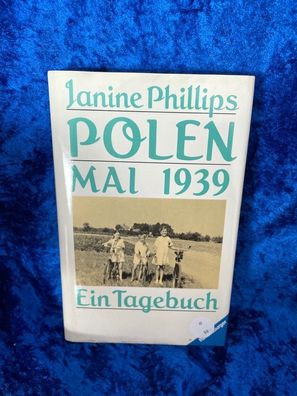 Janine Phillips
POLEN
MAI 1939
Ein Tagebuch